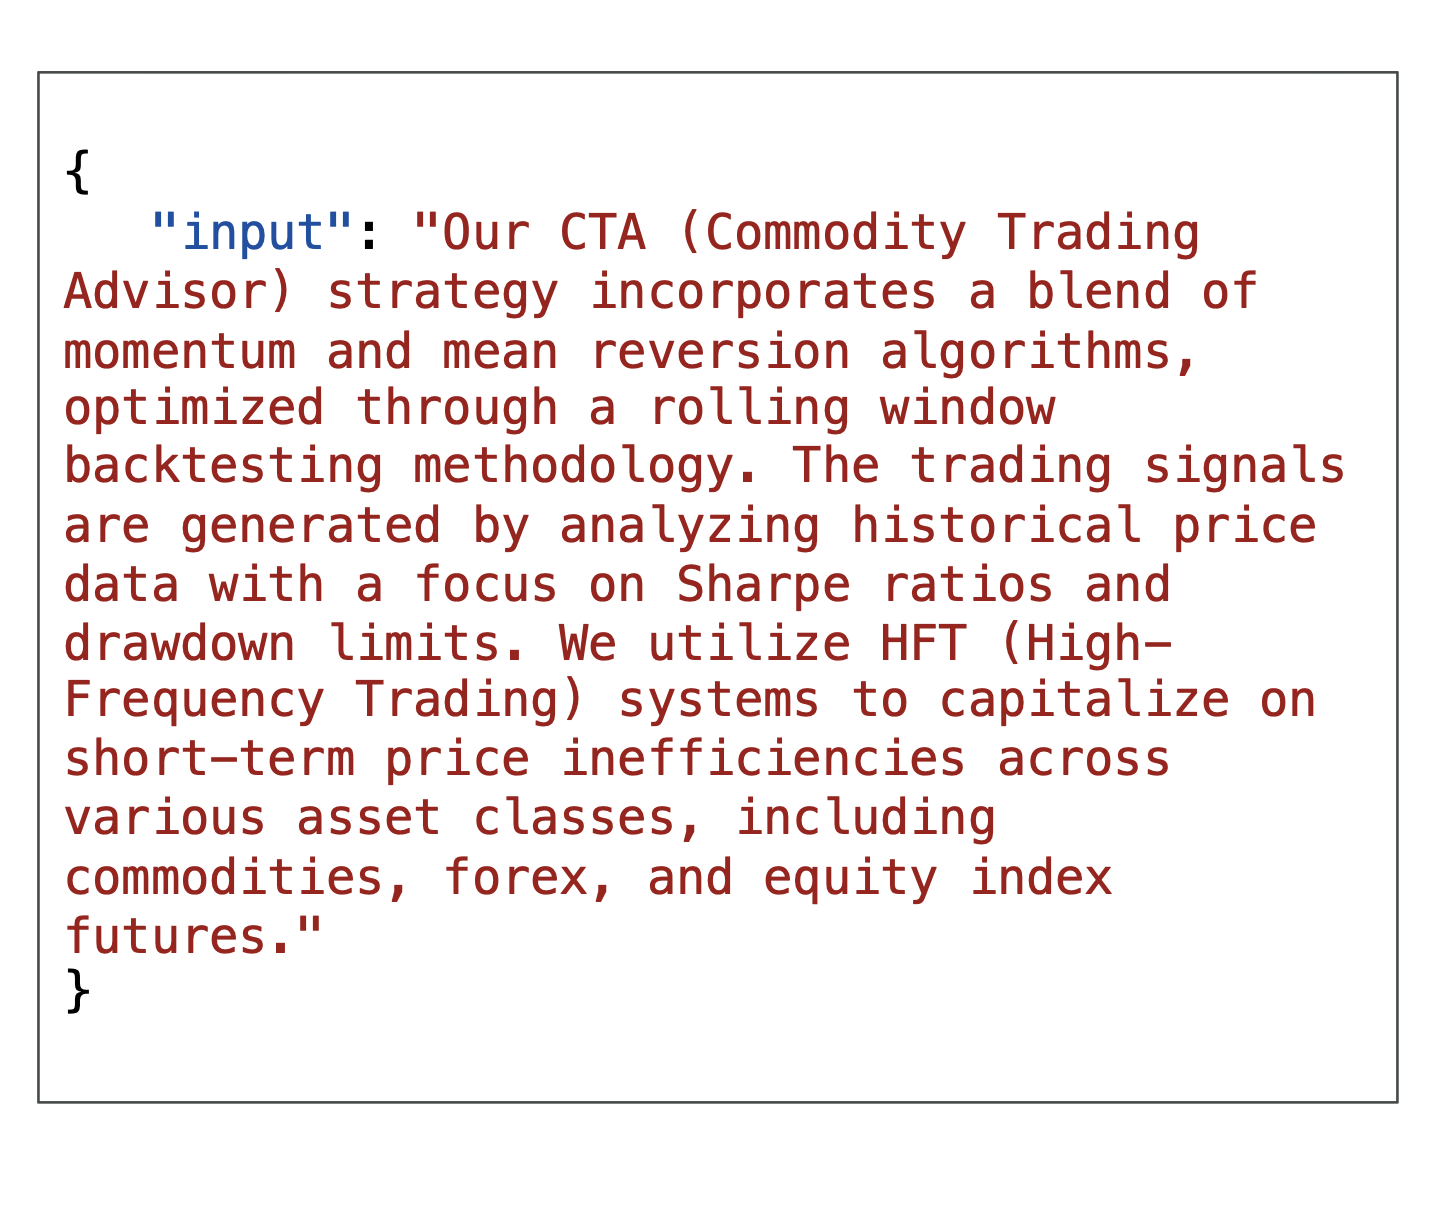 {
"input": "Our CTA (Commodity Trading
Advisor) strategy incorporates a blend of
momentum and mean reversion algorithms,
optimized through a rolling window
backtesting methodology. The trading signals
are generated by analyzing historical price
data with a focus on Sharpe ratios and
drawdown limits. We utilize HFT (High-
Frequency Trading) systems to capitalize on
short-term price inefficiencies across
various asset classes, including
commodities, forex, and equity index
futures."
}